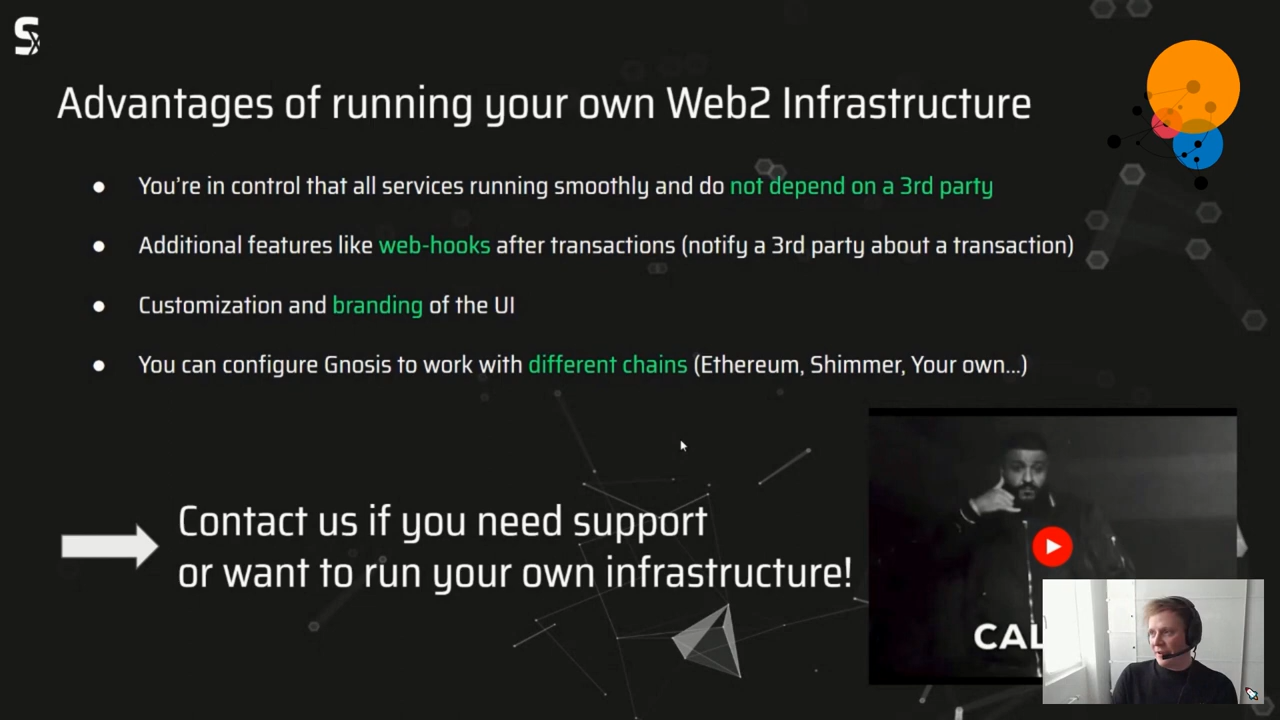 Advantages of running your own Web2 Infrastructure
● You're in control that all services running smoothly and do not depend on a 3rd party
● Additional features like web-hooks after transactions (notify a 3rd party about a transaction)
● Customization and branding of the UI
● You can configure Gnosis to work with different chains (Ethereum, Shimmer, Your own...)
Contact us if you need support
or want to run your own infrastructure!